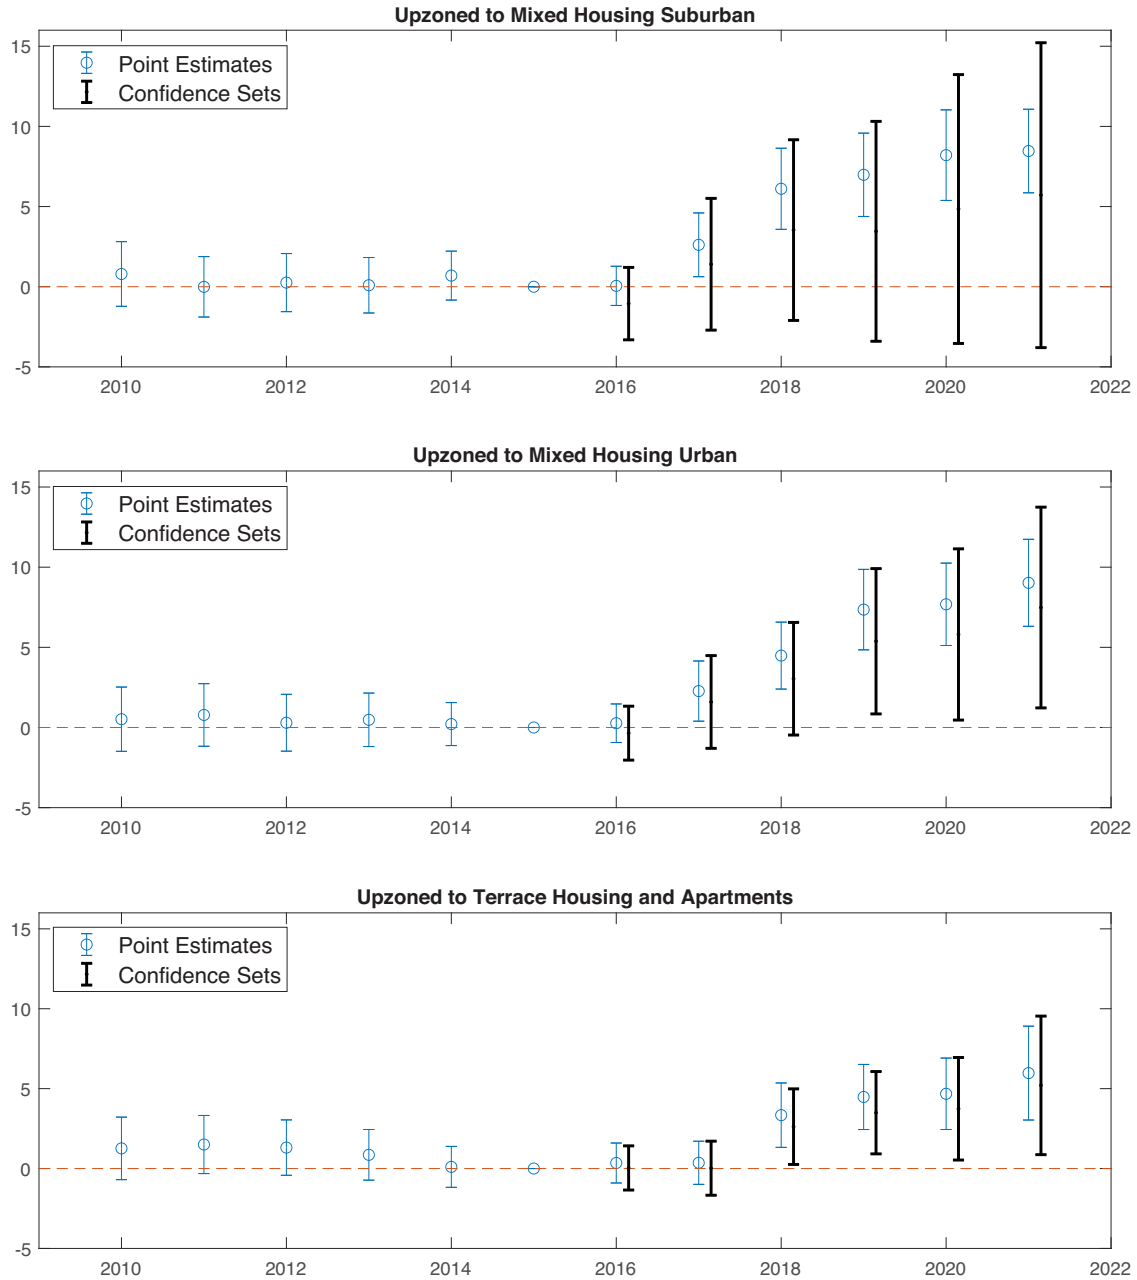 Upzoned to Mixed Housing Suburban
15
Point Estimates
Confidence Sets
10
5
0
-5
2010 2012 2014 2016 2018 2020 2022
Upzoned to Mixed Housing Urban
15
Point Estimates
Confidence Sets
10
5
0
-5
2010 2012 2014 2016 2018 2020 2022
Upzoned to Terrace Housing and Apartments
15
Point Estimates
Confidence Sets
10
5
0
-5
2010 2012 2014 2016 2018 2020 2022